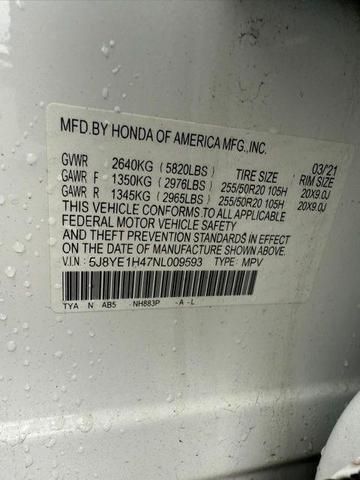 MFD.BY HONDA OF AMERICA MFG.,INC.
03/21
GVWR 2640KG (5820LBS) TIRE SIZE RIM SIZE
GAWR F 1350KG (2976LBS) 255/50R20 105H 20X9.0J
GAWR R 1345KG (2965LBS) 255/50R20 105H 20X9.0J
THIS VEHICLE CONFORMS TO ALL APPLICABLE
FEDERAL MOTOR VEHICLE SAFETY
AND THEFT PREVENTION STANDARDS IN EFFECT
ON THE DATE OF MANUFACTURE SHOWN ABOVE.
V.I.N: 5J8YE1H47NL009593 TYPE: MPV
TYA N AB5 NH883P -A-L